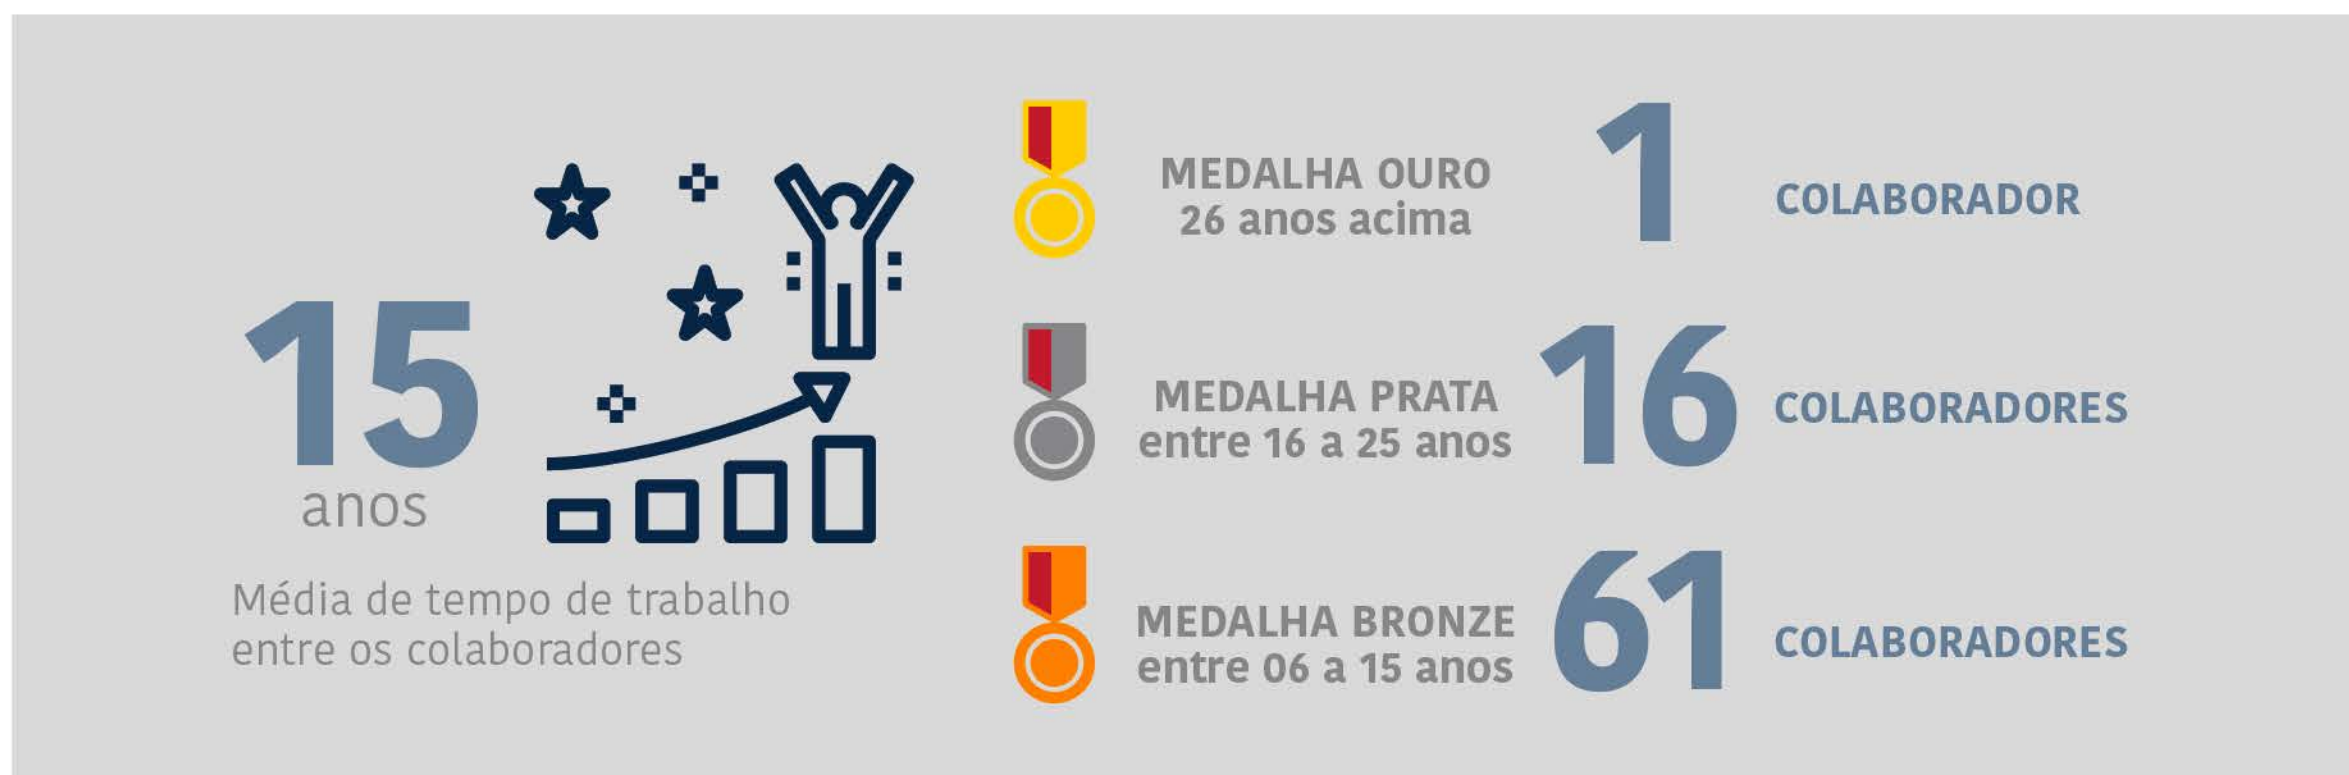 15
anos
Média de tempo de trabalho
entre os colaboradores
MEDALHA OURO
26 anos acima
1
COLABORADOR
MEDALHA PRATA
entre 16 a 25 anos
16
COLABORADORES
MEDALHA BRONZE
entre 06 a 15 anos
61
COLABORADORES